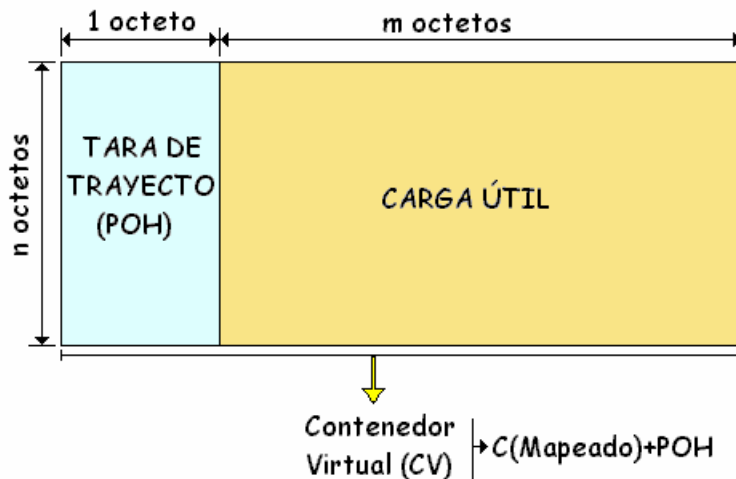 1 octeto
m octetos
n octetos
TARA DE
TRAYECTO
(POH)
CARGA ÚTIL
Contenedor
Virtual (CV)
C(Mapeado)+POH